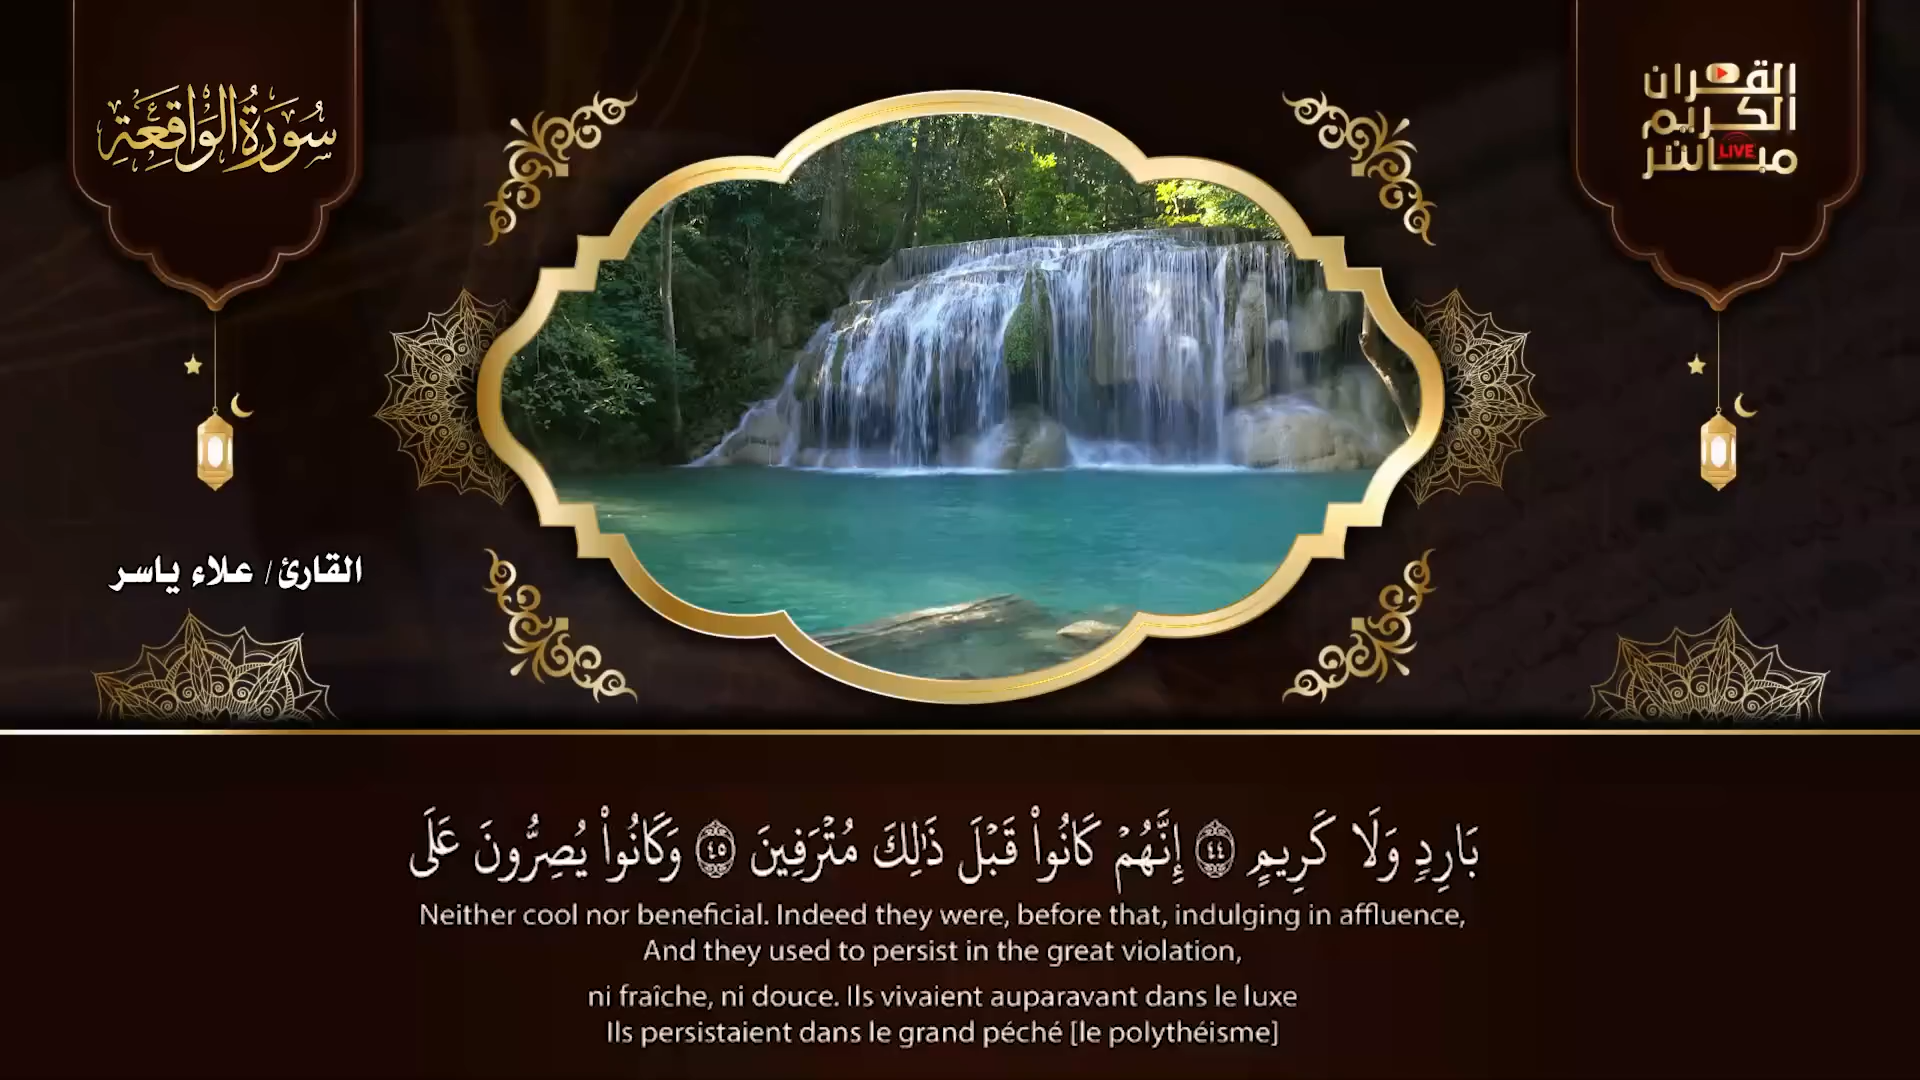 سُورَةُ الْوَاقِعَةِ
القرآن
الكريم
LIVE
مباشر
القارئ/ علاء ياسر
بَارِدٍ وَلَا كَرِيمٍ ٤٤ إِنَّهُمْ كَانُوا۟ قَبْلَ ذَٰلِكَ مُتْرَفِينَ ٤٥ وَكَانُوا۟ يُصِرُّونَ عَلَى
Neither cool nor beneficial. Indeed they were, before that, indulging in affluence,
And they used to persist in the great violation,
ni fraîche, ni douce. Ils vivaient auparavant dans le luxe
Ils persistaient dans le grand péché [le polythéisme]